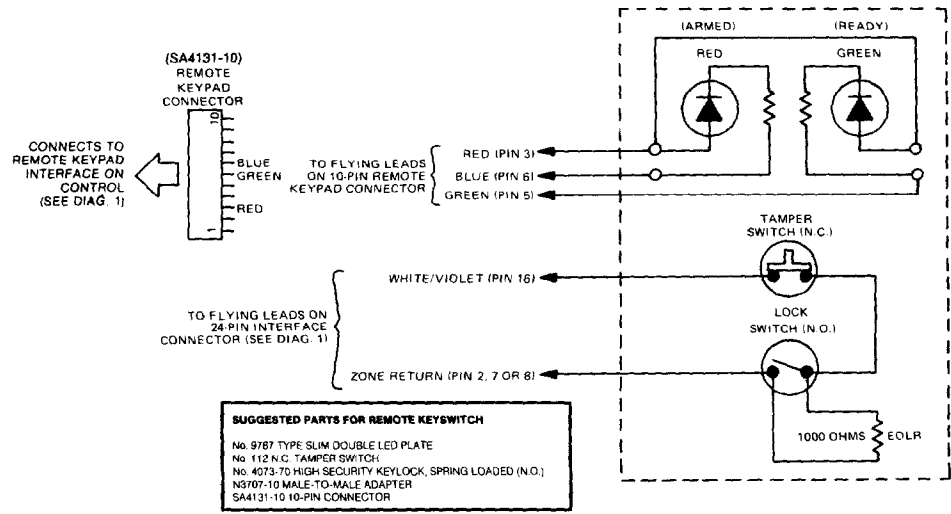 (SA4131-10)
REMOTE
KEYPAD
CONNECTOR
10
BLUE
GREEN
RED
1
CONNECTS TO
REMOTE KEYPAD
INTERFACE ON
CONTROL
(SEE DIAG. 1)
TO FLYING LEADS
ON 10-PIN REMOTE
KEYPAD CONNECTOR
RED (PIN 3)
BLUE (PIN 6)
GREEN (PIN 5)
(ARMED)
RED
(READY)
GREEN
TAMPER
SWITCH (N.C.)
WHITE/VIOLET (PIN 16)
TO FLYING LEADS ON
24-PIN INTERFACE
CONNECTOR (SEE DIAG. 1)
LOCK
SWITCH (N.O.)
ZONE RETURN (PIN 2, 7 OR 8)
1000 OHMS
EOLR
SUGGESTED PARTS FOR REMOTE KEYSWITCH
No. 9767 TYPE SLIM DOUBLE LED PLATE
No. 112 N.C. TAMPER SWITCH
No. 4073-70 HIGH SECURITY KEYLOCK, SPRING LOADED (N.O.)
N3707-10 MALE-TO-MALE ADAPTER
SA4131-10 10-PIN CONNECTOR